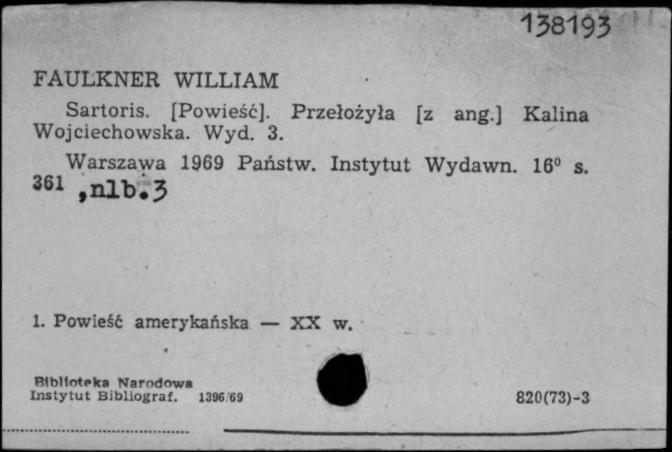 138193
FAULKNER WILLIAM
Sartoris. [Powieść]. Przełożyła [z ang.] Kalina
Wojciechowska. Wyd. 3.
Warszawa 1969 Państw. Instytut Wydawn. 16⁰ s.
361 ,nlb.3
1. Powieść amerykańska — XX w.
Biblioteka Narodowa
Instytut Bibliograf. 1396/69
820(73)-3